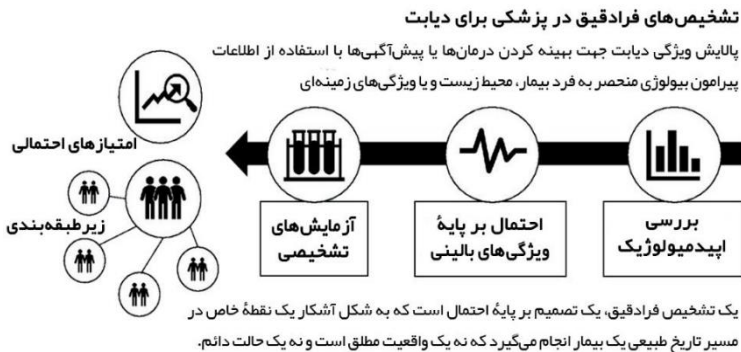 تشخیص‌های فرادقیق در پزشکی برای دیابت
پالایش ویژگی دیابت جهت بهینه کردن درمان‌ها یا پیش‌آگهی‌ها با استفاده از اطلاعات
پیرامون بیولوژی منحصر به فرد بیمار، محیط زیست و یا ویژگی‌های زمینه‌ای
بررسی
اپیدمیولوژیک
احتمال بر پایهٔ
ویژگی‌های بالینی
آزمایش‌های
تشخیصی
امتیازهای احتمالی
زیرطبقه‌بندی
یک تشخیص فرادقیق، یک تصمیم بر پایهٔ احتمال است که به شکل آشکار یک نقطهٔ خاص در
مسیر تاریخ طبیعی یک بیمار انجام می‌گیرد که نه یک واقعیت مطلق است و نه یک حالت دائم.